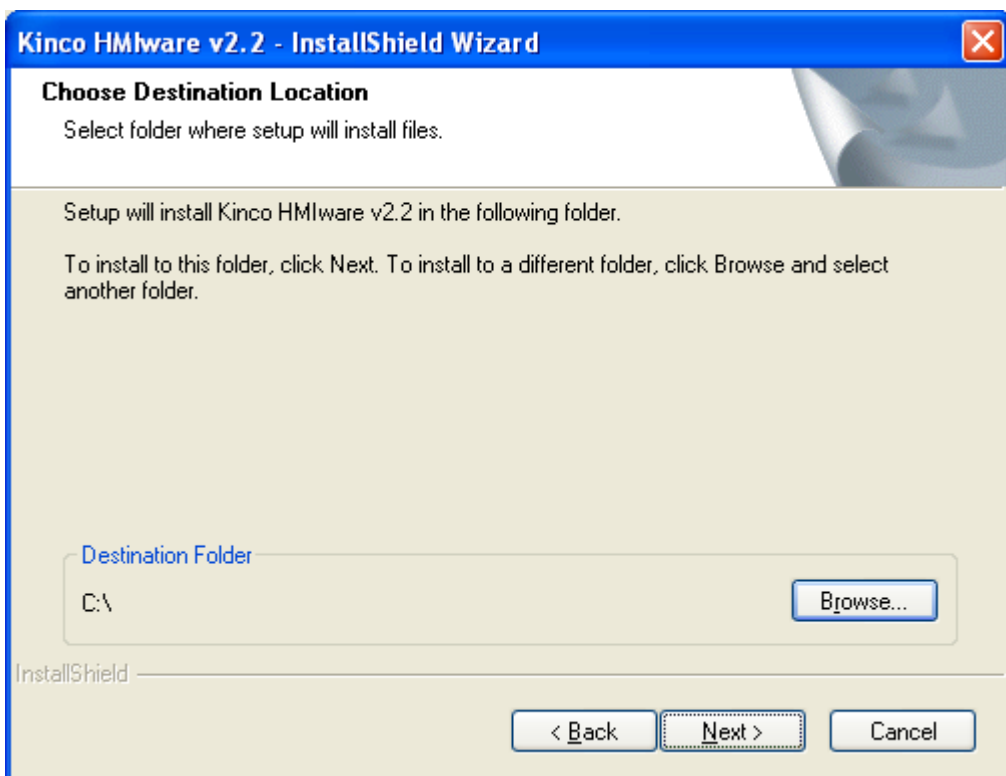 Kinco HMIware v2.2 - InstallShield Wizard
Choose Destination Location
Select folder where setup will install files.
Setup will install Kinco HMIware v2.2 in the following folder.
To install to this folder, click Next. To install to a different folder, click Browse and select
another folder.
Destination Folder
C:\
Browse...
InstallShield
< Back
Next >
Cancel